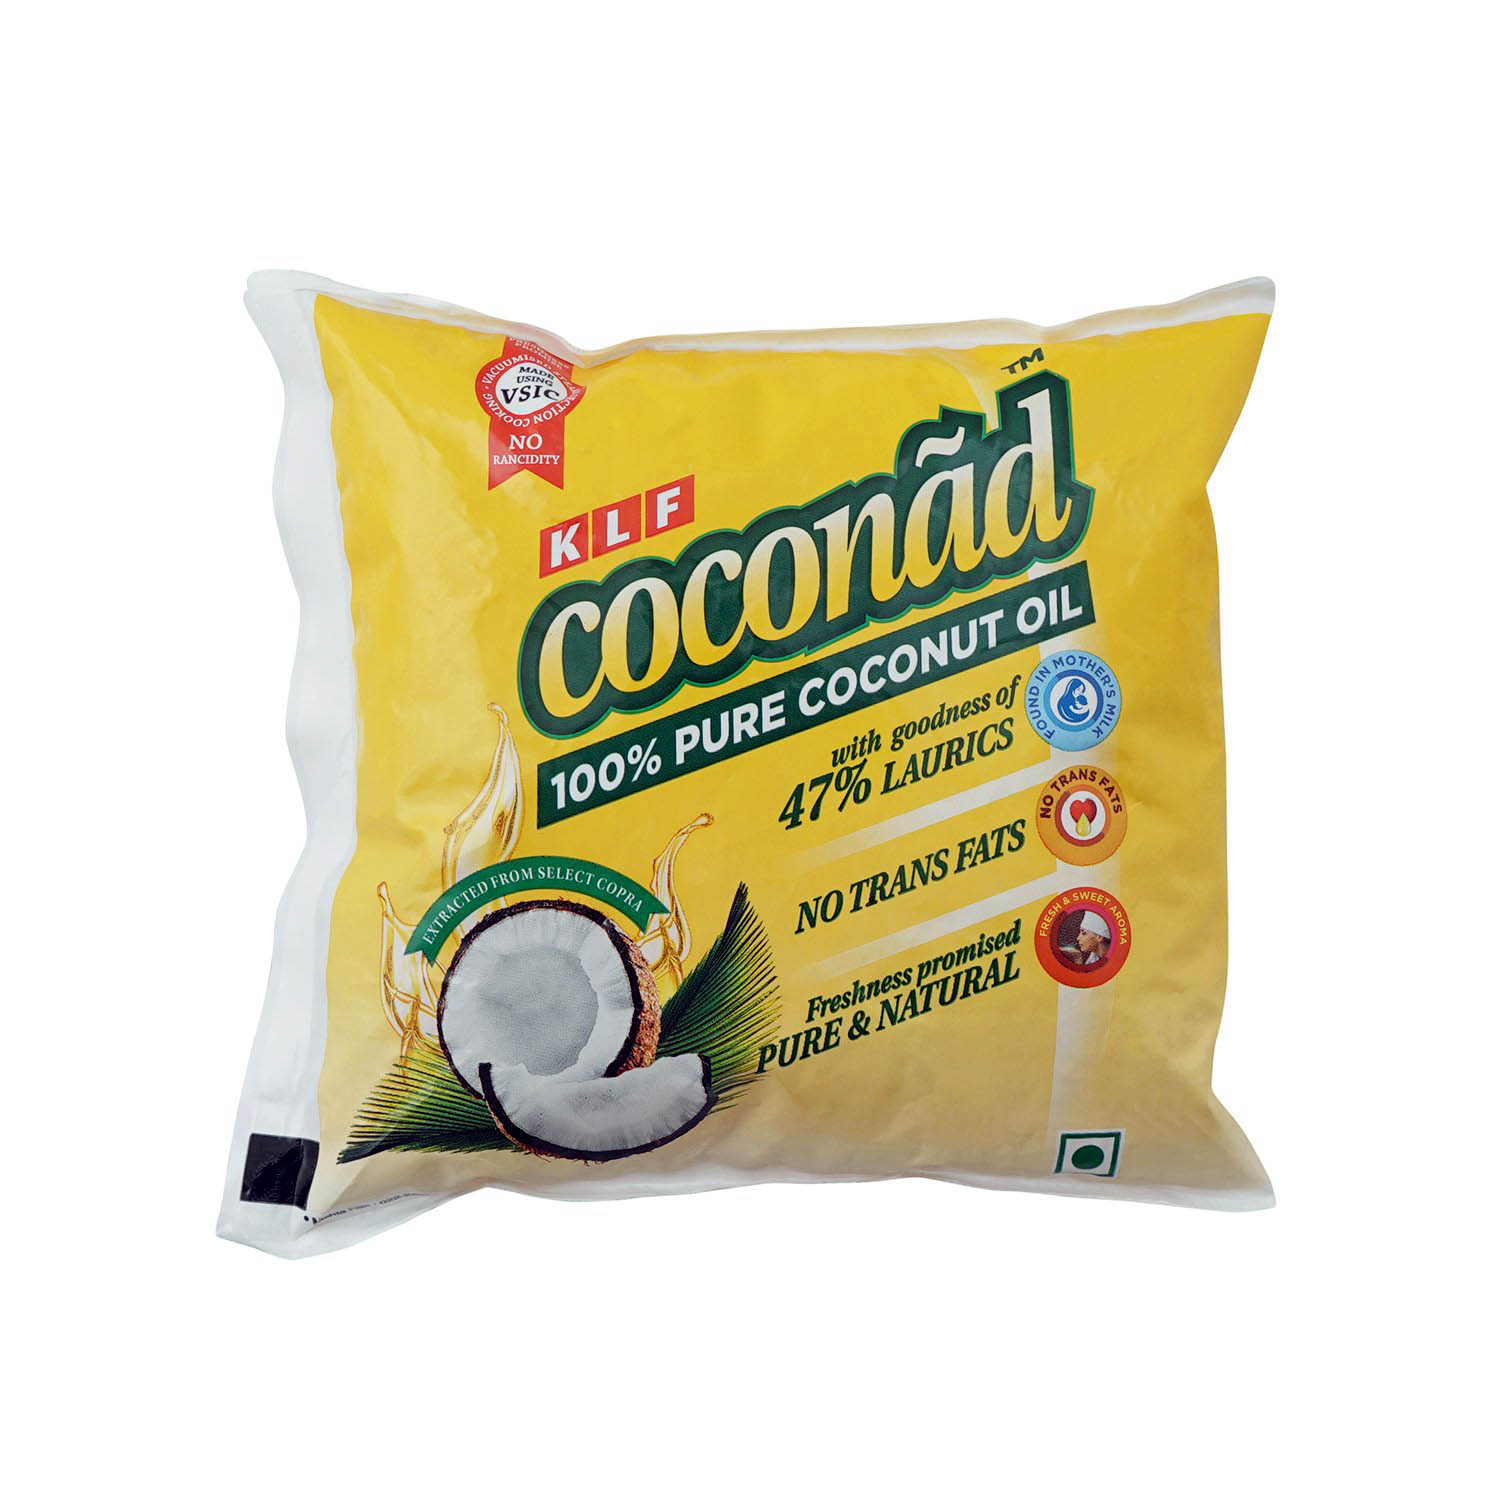 VACUUMISED
MADE
USING
VSIC
COOKING
NO
RANCIDITY
KLF
coconãd
TM
100% PURE COCONUT OIL
with goodness of
47% LAURICS
FOUND IN MOTHER'S MILK
NO TRANS FATS
NO TRANS FATS
Freshness promised
PURE & NATURAL
FRESH & SWEET AROMA
EXTRACTED FROM SELECT COPRA